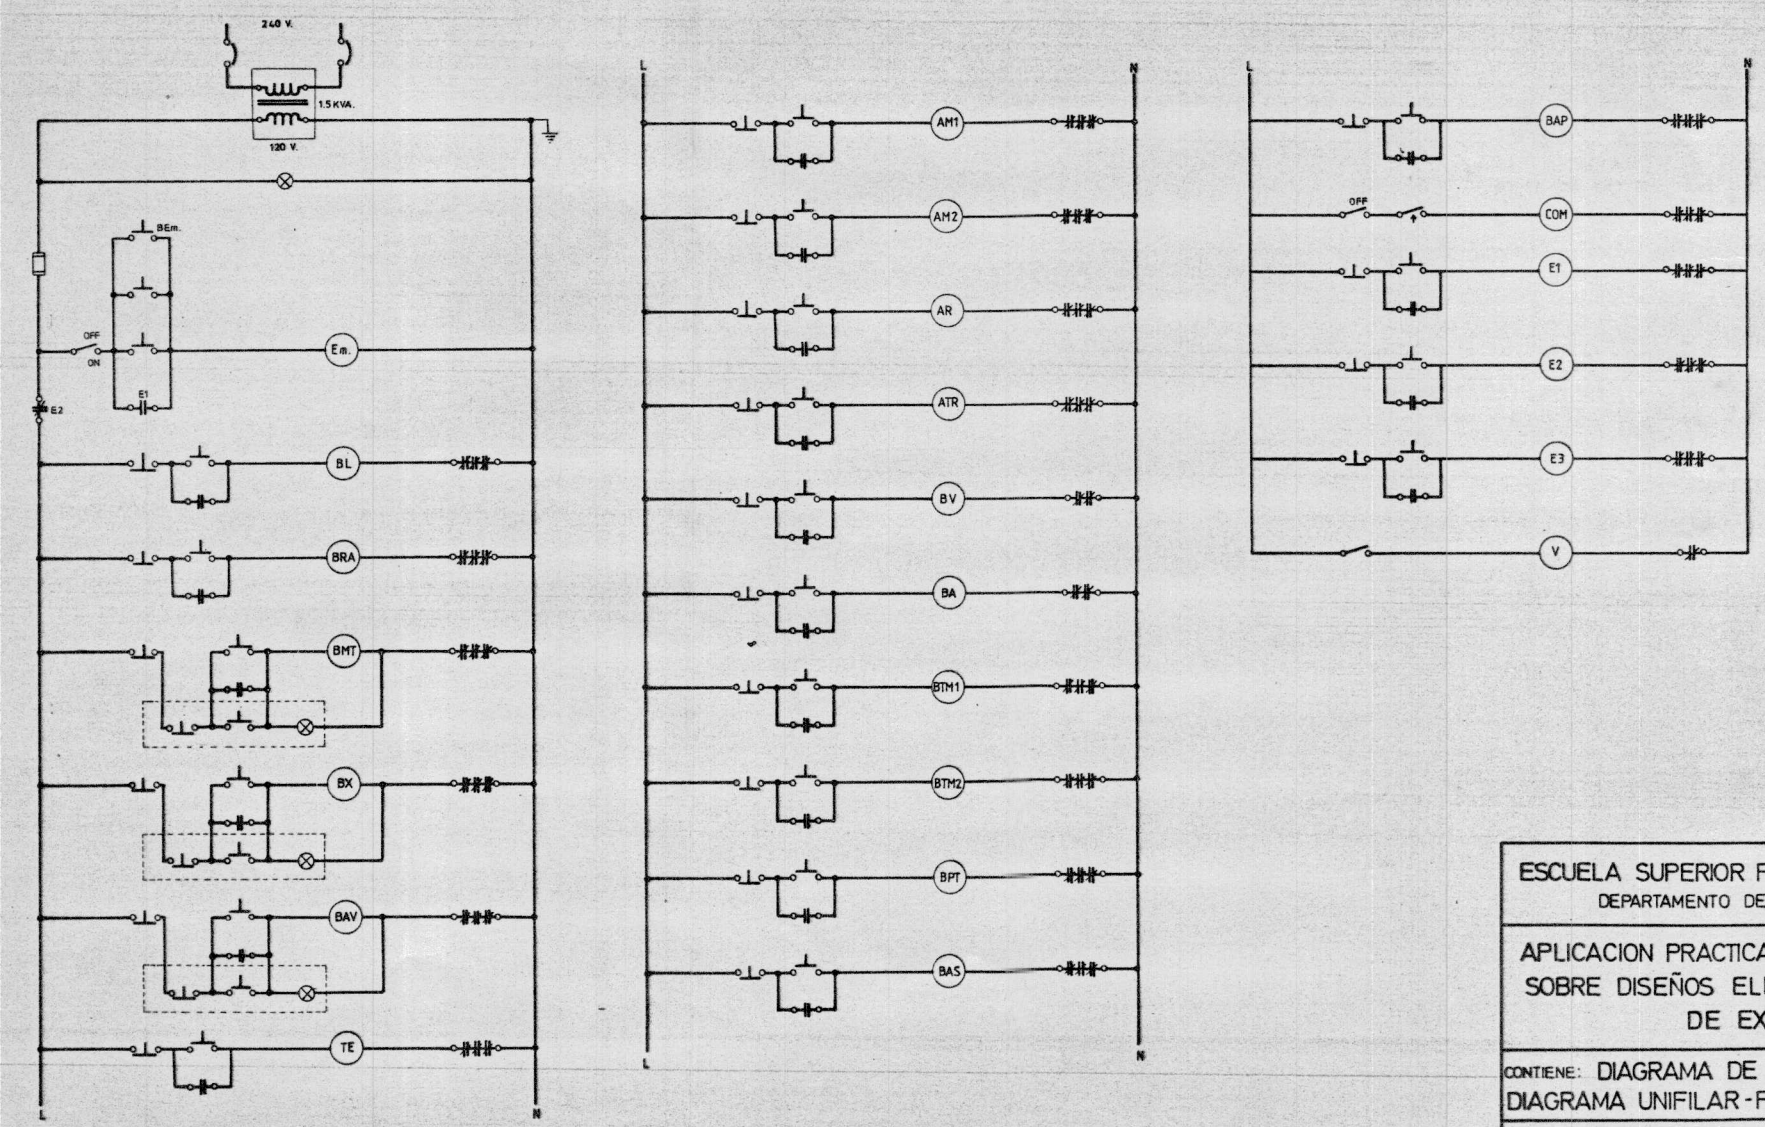 240 V.
1.5 KVA.
120 V.
BEm.
OFF
ON
Em.
E1
E2
BL
BRA
BMT
BX
BAV
TE
L
N
L
N
AM1
AM2
AR
ATR
BV
BA
BTM1
BTM2
BPT
BAS
L
N
L
N
BAP
OFF
COM
E1
E2
E3
V
ESCUELA SUPERIOR
DEPARTAMENTO DE
APLICACION PRACTICA
SOBRE DISEÑOS
DE
CONTIENE: DIAGRAMA DE
DIAGRAMA UNIFILAR-